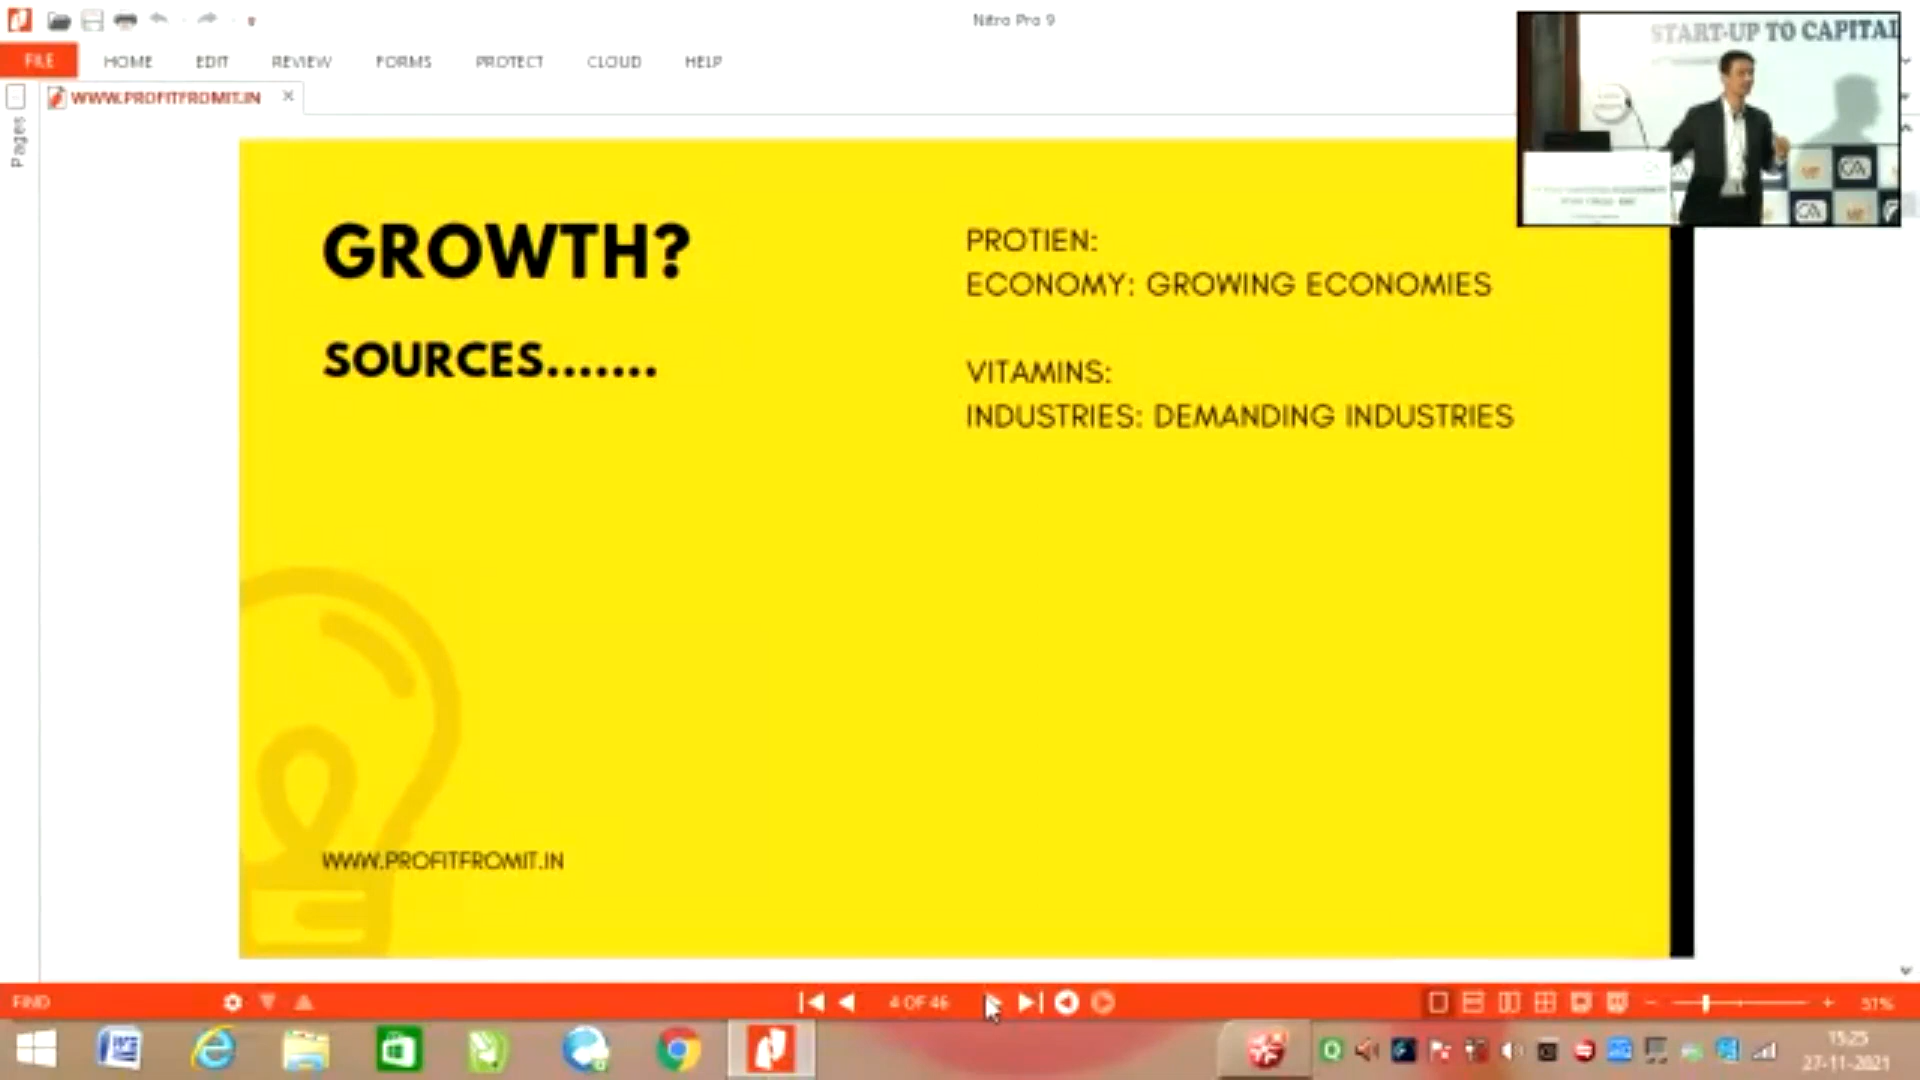 Nitro Pro 9
FILE HOME EDIT REVIEW FORMS PROTECT CLOUD HELP
WWW.PROFITFROMIT.IN
Pages
START-UP TO CAPITAL
GROWTH?
SOURCES.......
PROTIEN:
ECONOMY: GROWING ECONOMIES
VITAMINS:
INDUSTRIES: DEMANDING INDUSTRIES
WWW.PROFITFROMIT.IN
FIND
4 OF 46
51%
15:25
27-11-2021